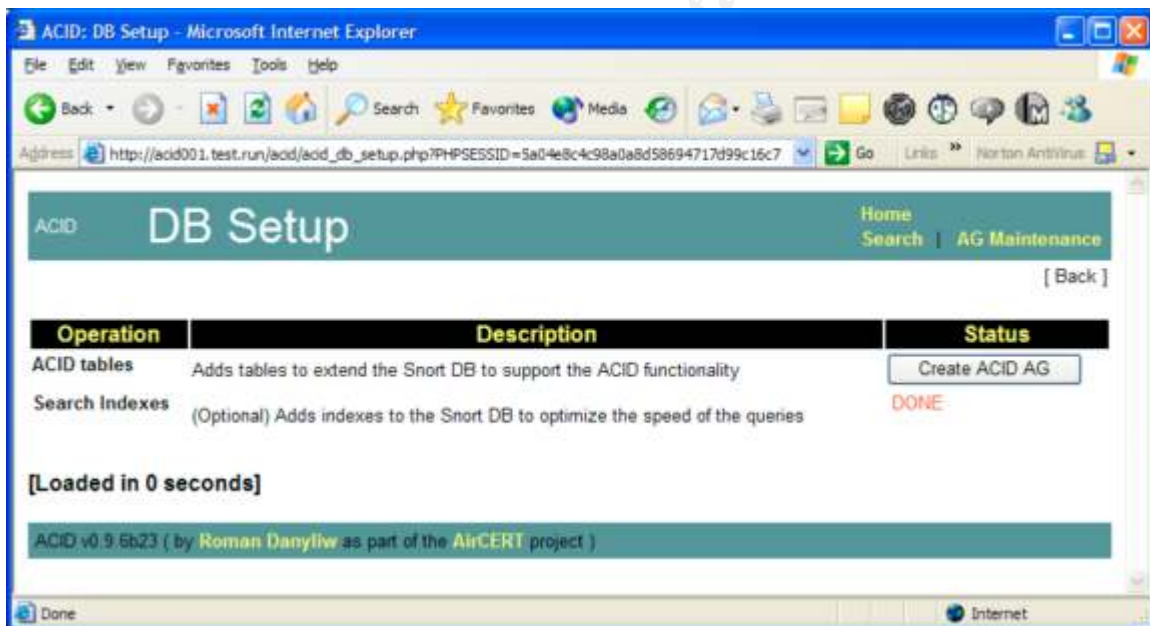 ACID: DB Setup - Microsoft Internet Explorer
File Edit View Favorites Tools Help
Back Search Favorites Media
Address http://acid001.test.run/acid/acid_db_setup.php?PHPSESSID=5a04e8c4c98a0a8d58694717d99c16c7 Go Links » Norton AntiVirus
ACID DB Setup
Home
Search | AG Maintenance
[ Back ]
Operation Description Status
ACID tables Adds tables to extend the Snort DB to support the ACID functionality Create ACID AG
Search Indexes (Optional) Adds indexes to the Snort DB to optimize the speed of the queries DONE
[Loaded in 0 seconds]
ACID v0.9.6b23 ( by Roman Danyliw as part of the AirCERT project )
Done Internet